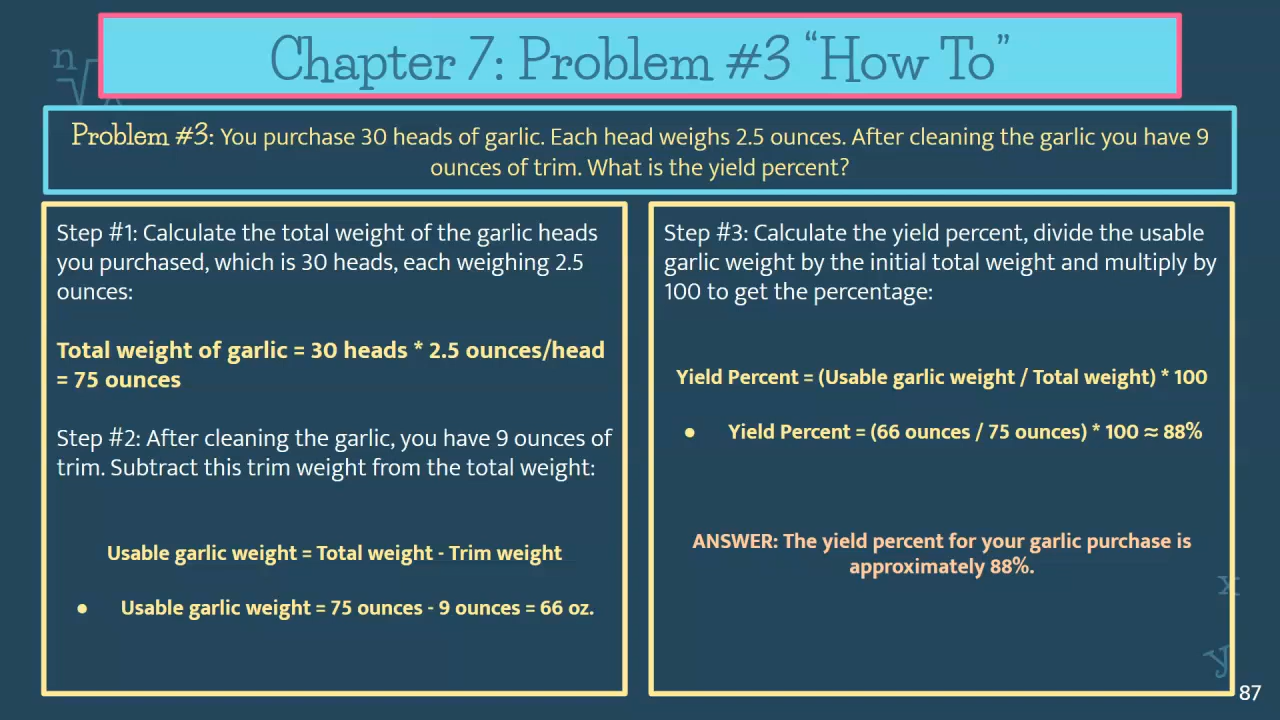 Chapter 7: Problem #3 “How To”
n
√x
Problem #3: You purchase 30 heads of garlic. Each head weighs 2.5 ounces. After cleaning the garlic you have 9
ounces of trim. What is the yield percent?
Step #1: Calculate the total weight of the garlic heads
you purchased, which is 30 heads, each weighing 2.5
ounces:
Total weight of garlic = 30 heads * 2.5 ounces/head
= 75 ounces
Step #2: After cleaning the garlic, you have 9 ounces of
trim. Subtract this trim weight from the total weight:
Usable garlic weight = Total weight - Trim weight
● Usable garlic weight = 75 ounces - 9 ounces = 66 oz.
Step #3: Calculate the yield percent, divide the usable
garlic weight by the initial total weight and multiply by
100 to get the percentage:
Yield Percent = (Usable garlic weight / Total weight) * 100
● Yield Percent = (66 ounces / 75 ounces) * 100 ≈ 88%
ANSWER: The yield percent for your garlic purchase is
approximately 88%.
x
y
87